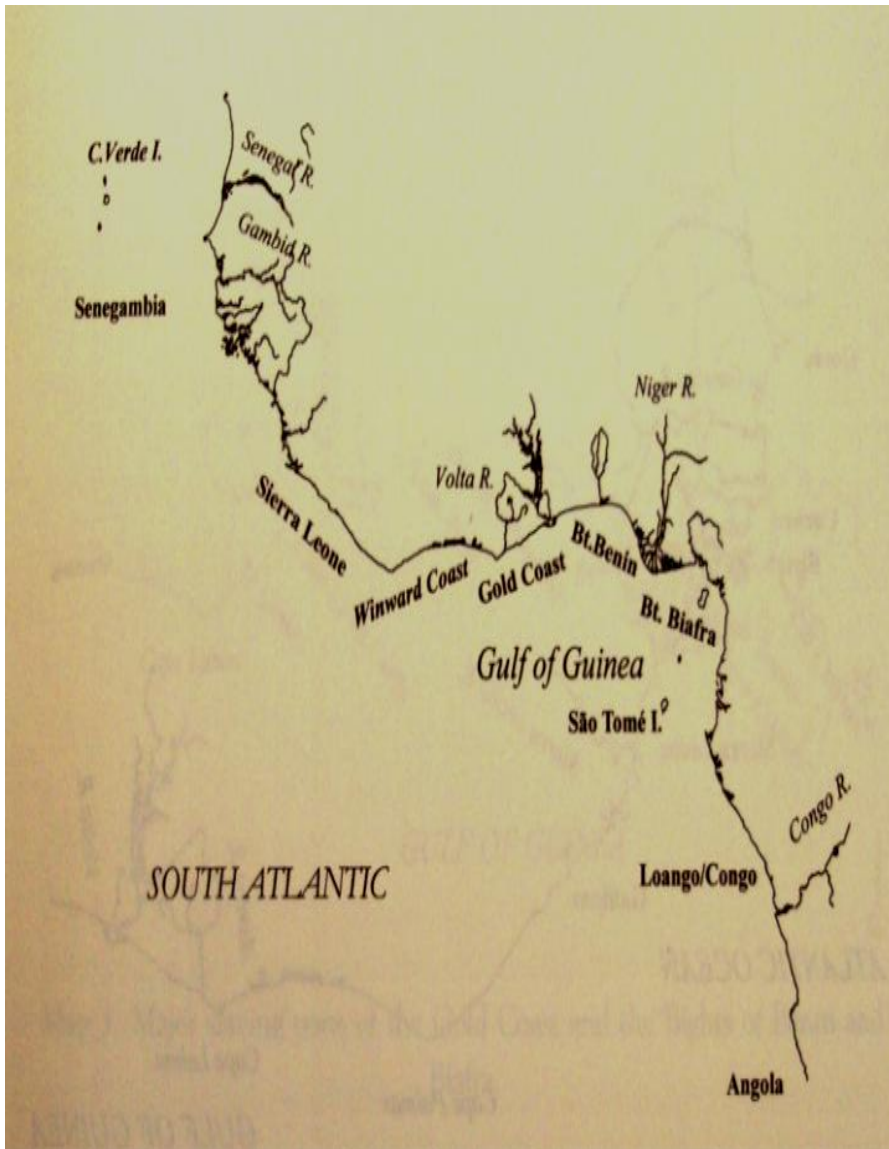 C.Verde I.
Senegal R.
Gambia R.
Senegambia
Niger R.
Volta R.
Sierra Leone
Winward Coast
Gold Coast
Bt.Benin
Bt. Biafra
Gulf of Guinea
São Tomé I.
Congo R.
Loango/Congo
SOUTH ATLANTIC
Angola